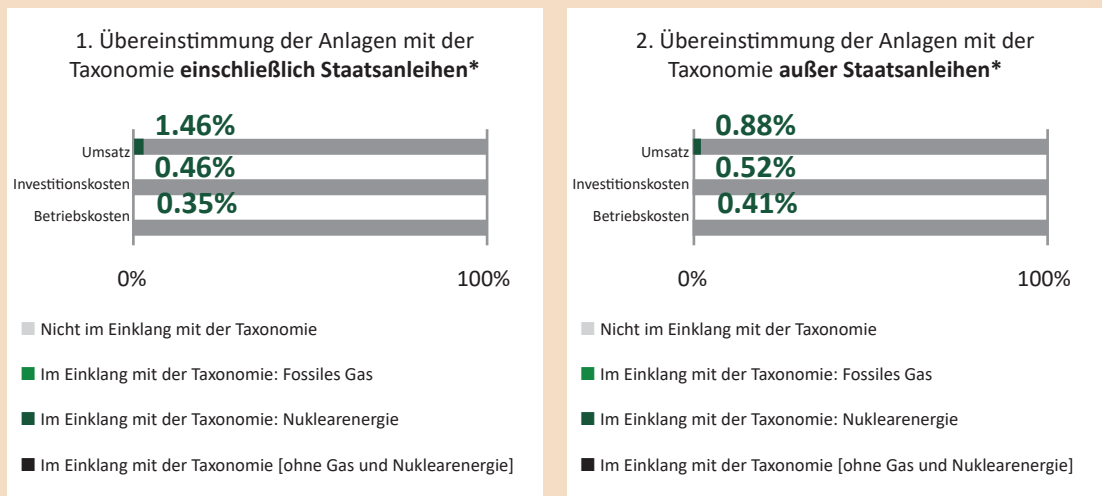 1. Übereinstimmung der Anlagen mit der
Taxonomie einschließlich Staatsanleihen*
1.46%
Umsatz
0.46%
Investitionskosten
0.35%
Betriebskosten
0%
100%
Nicht im Einklang mit der Taxonomie
Im Einklang mit der Taxonomie: Fossiles Gas
Im Einklang mit der Taxonomie: Nuklearenergie
Im Einklang mit der Taxonomie [ohne Gas und Nuklearenergie]
2. Übereinstimmung der Anlagen mit der
Taxonomie außer Staatsanleihen*
0.88%
Umsatz
0.52%
Investitionskosten
0.41%
Betriebskosten
0%
100%
Nicht im Einklang mit der Taxonomie
Im Einklang mit der Taxonomie: Fossiles Gas
Im Einklang mit der Taxonomie: Nuklearenergie
Im Einklang mit der Taxonomie [ohne Gas und Nuklearenergie]